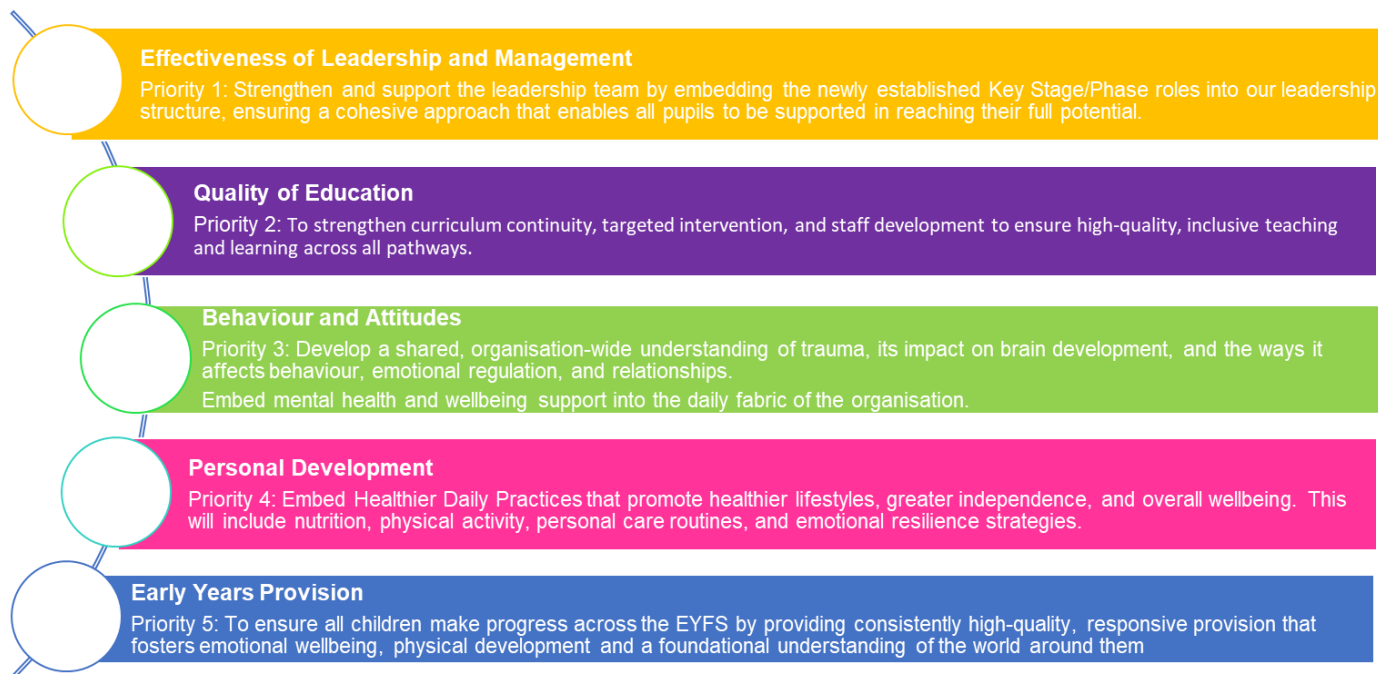 Effectiveness of Leadership and Management
Priority 1: Strengthen and support the leadership team by embedding the newly established Key Stage/Phase roles into our leadership
structure, ensuring a cohesive approach that enables all pupils to be supported in reaching their full potential.
Quality of Education
Priority 2: To strengthen curriculum continuity, targeted intervention, and staff development to ensure high-quality, inclusive teaching
and learning across all pathways.
Behaviour and Attitudes
Priority 3: Develop a shared, organisation-wide understanding of trauma, its impact on brain development, and the ways it
affects behaviour, emotional regulation, and relationships.
Embed mental health and wellbeing support into the daily fabric of the organisation.
Personal Development
Priority 4: Embed Healthier Daily Practices that promote healthier lifestyles, greater independence, and overall wellbeing. This
will include nutrition, physical activity, personal care routines, and emotional resilience strategies.
Early Years Provision
Priority 5: To ensure all children make progress across the EYFS by providing consistently high-quality, responsive provision that
fosters emotional wellbeing, physical development and a foundational understanding of the world around them